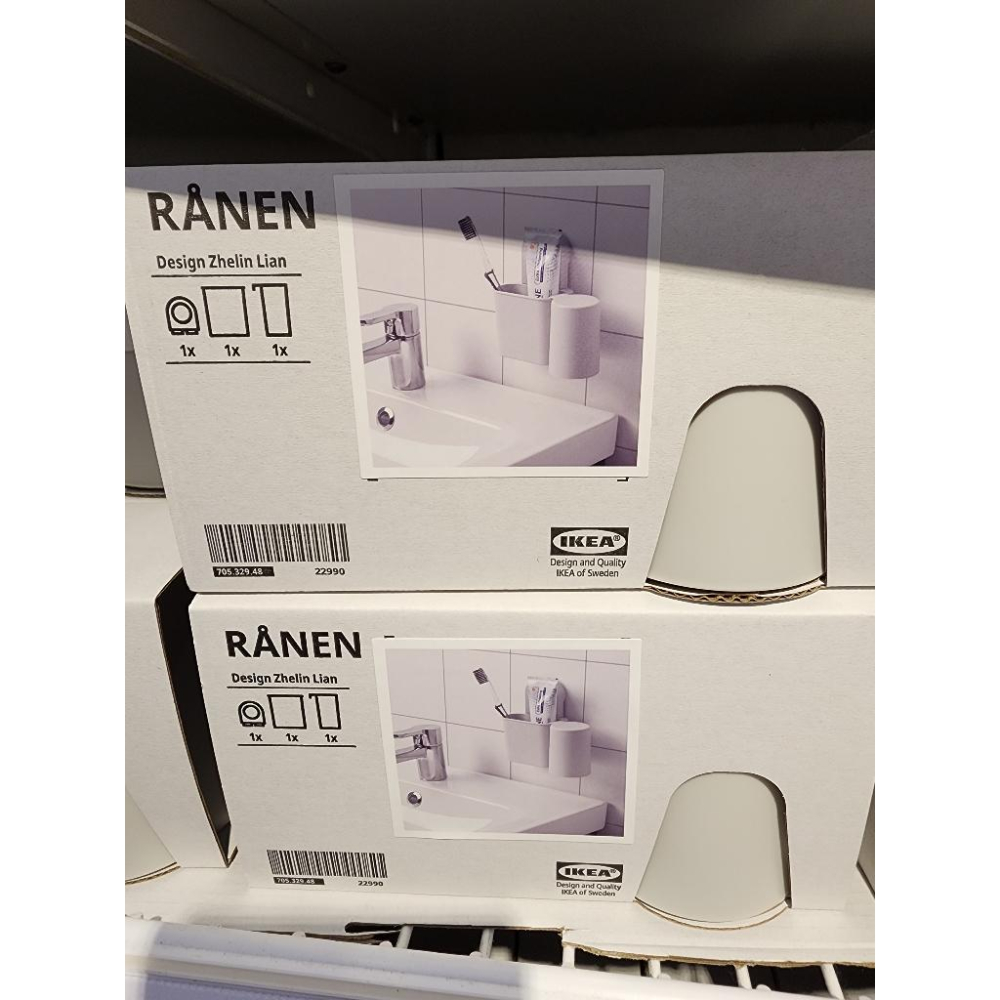 RÅNEN
Design Zhelin Lian
1x 1x 1x
705.329.48 22990
IKEA®
Design and Quality
IKEA of Sweden
RÅNEN
Design Zhelin Lian
1x 1x 1x
705.329.48 22990
IKEA®
Design and Quality
IKEA of Sweden